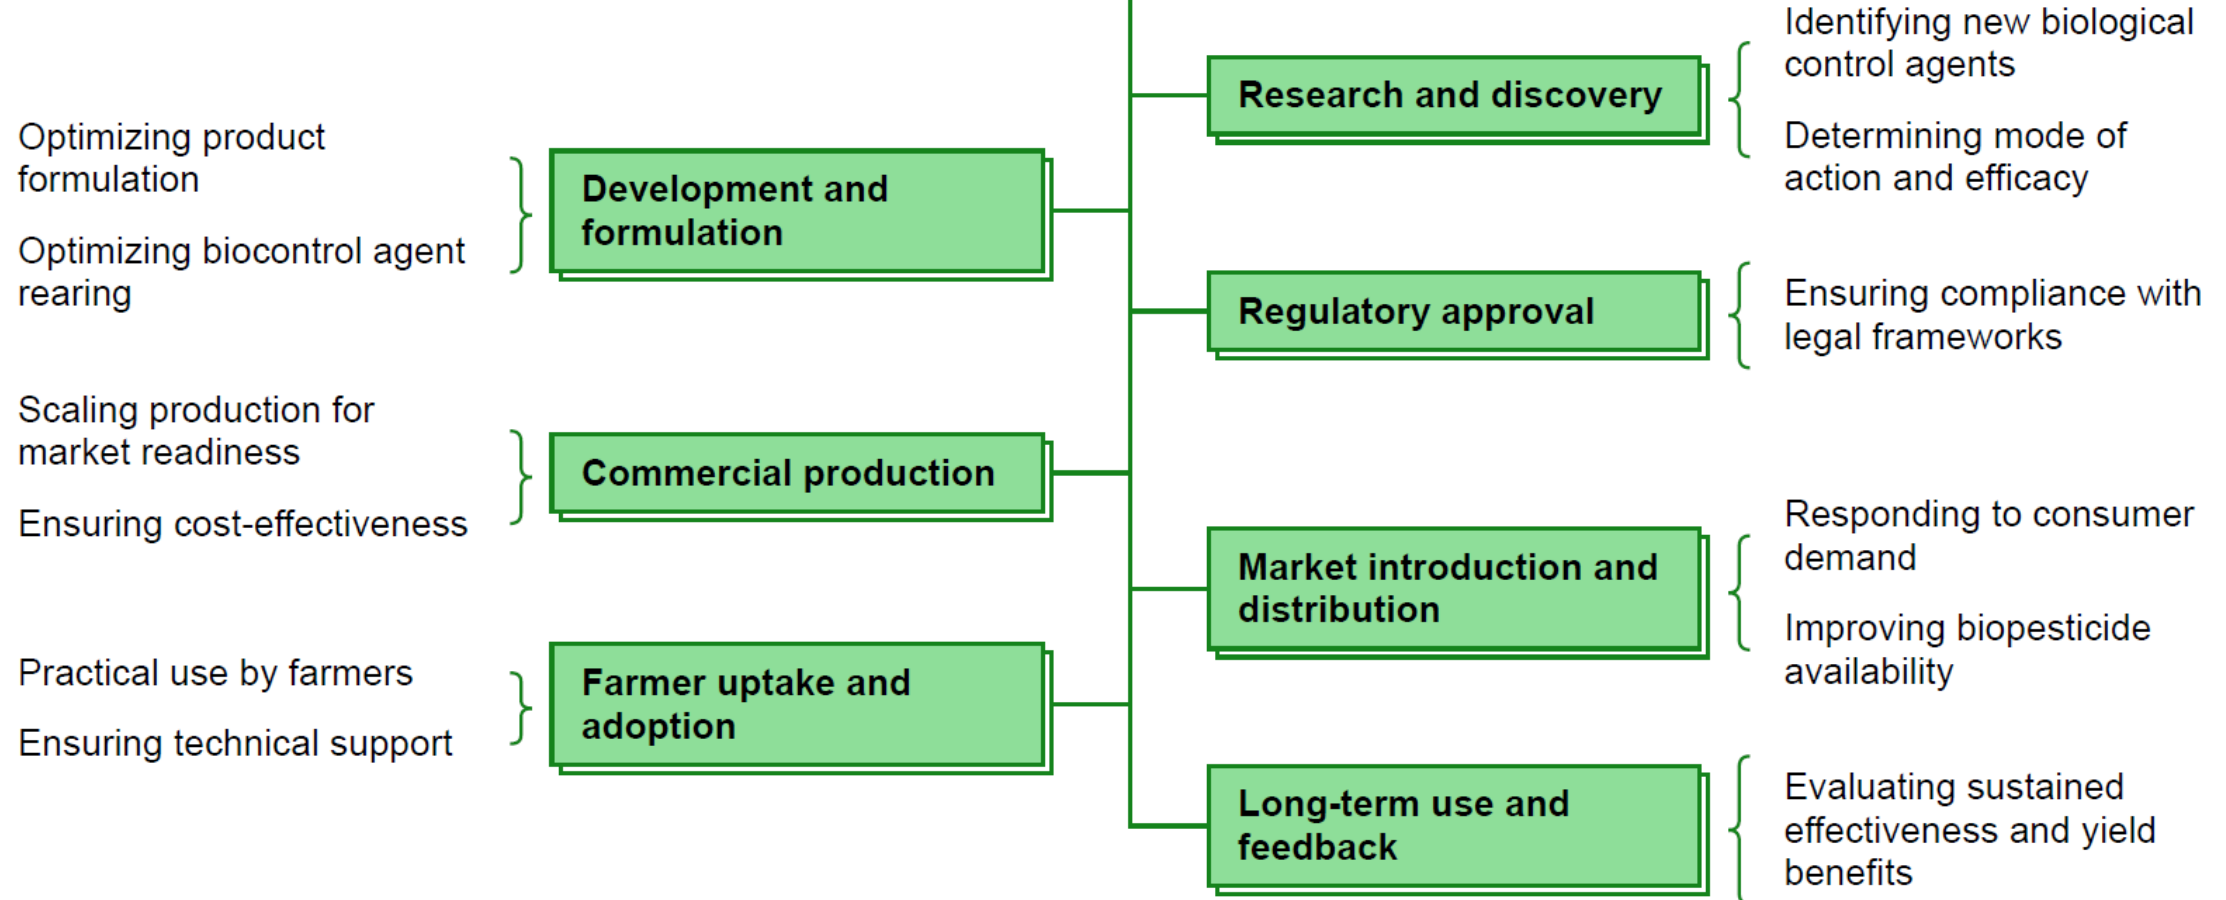 Identifying new biological
control agents
Research and discovery
Determining mode of
action and efficacy
Optimizing product
formulation
Development and
formulation
Optimizing biocontrol agent
rearing
Regulatory approval
Ensuring compliance with
legal frameworks
Scaling production for
market readiness
Commercial production
Ensuring cost-effectiveness
Market introduction and
distribution
Responding to consumer
demand
Improving biopesticide
availability
Practical use by farmers
Farmer uptake and
adoption
Ensuring technical support
Long-term use and
feedback
Evaluating sustained
effectiveness and yield
benefits